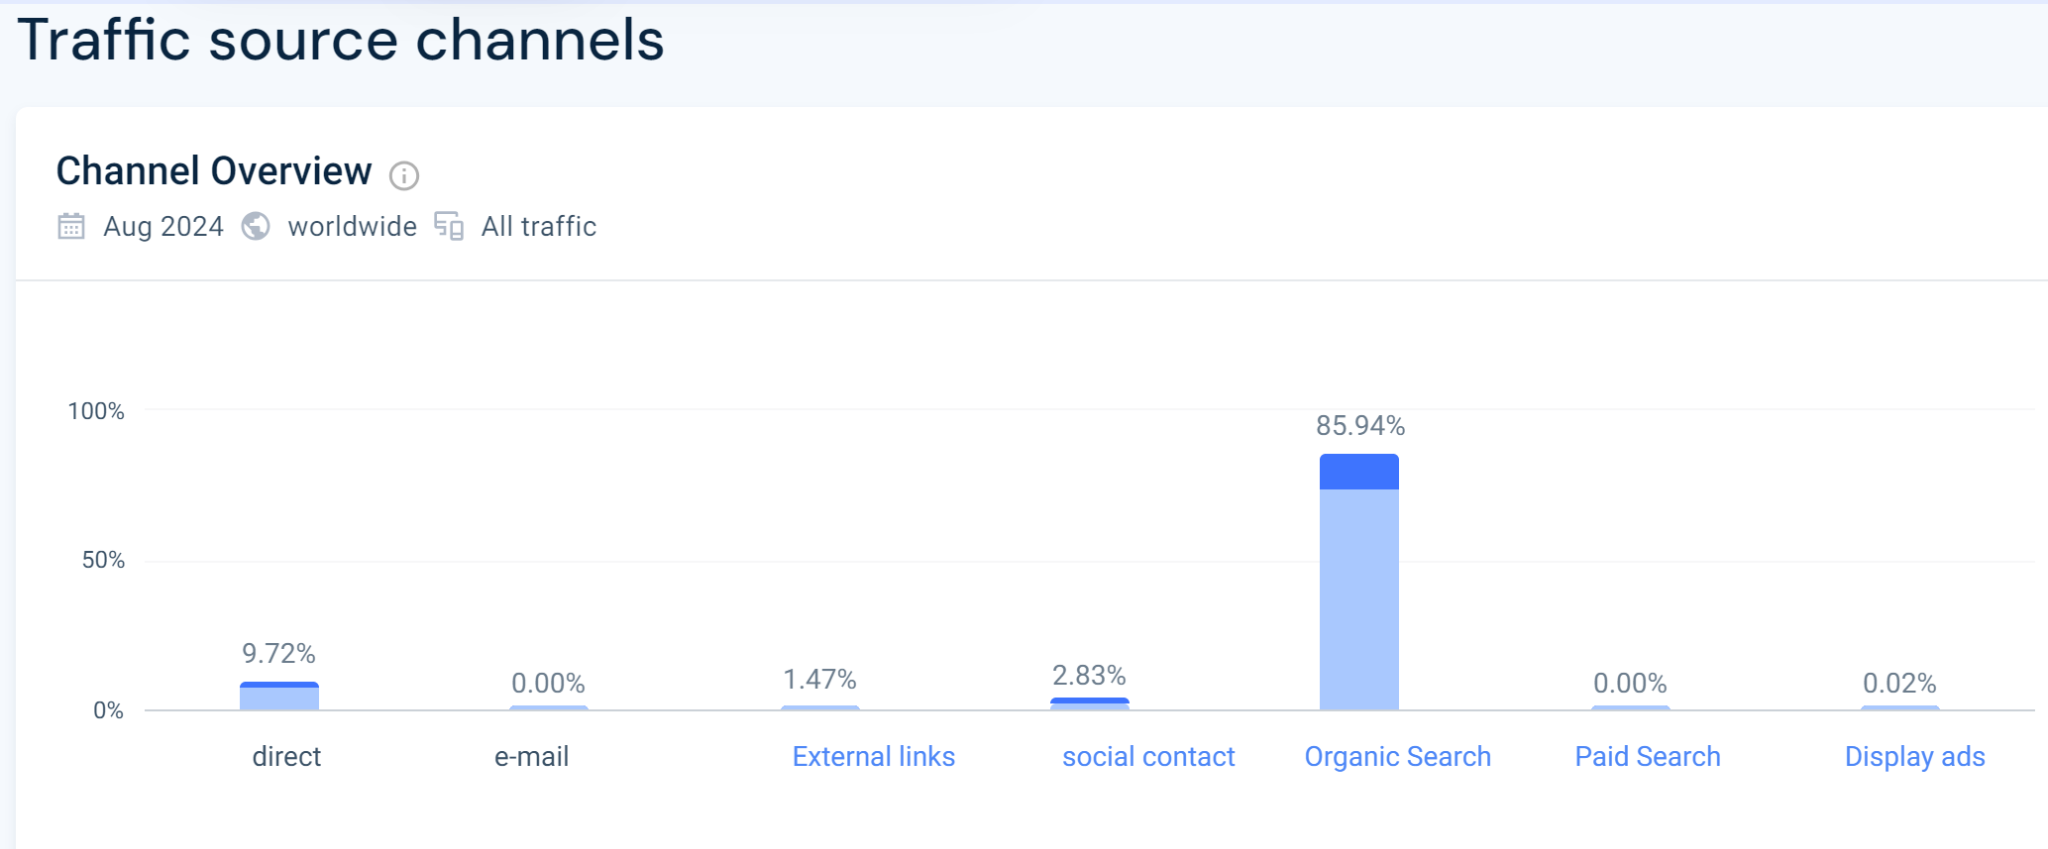 Traffic source channels
Channel Overview
Aug 2024 worldwide All traffic
100%
50%
0%
9.72%
0.00%
1.47%
2.83%
85.94%
0.00%
0.02%
direct
e-mail
External links
social contact
Organic Search
Paid Search
Display ads